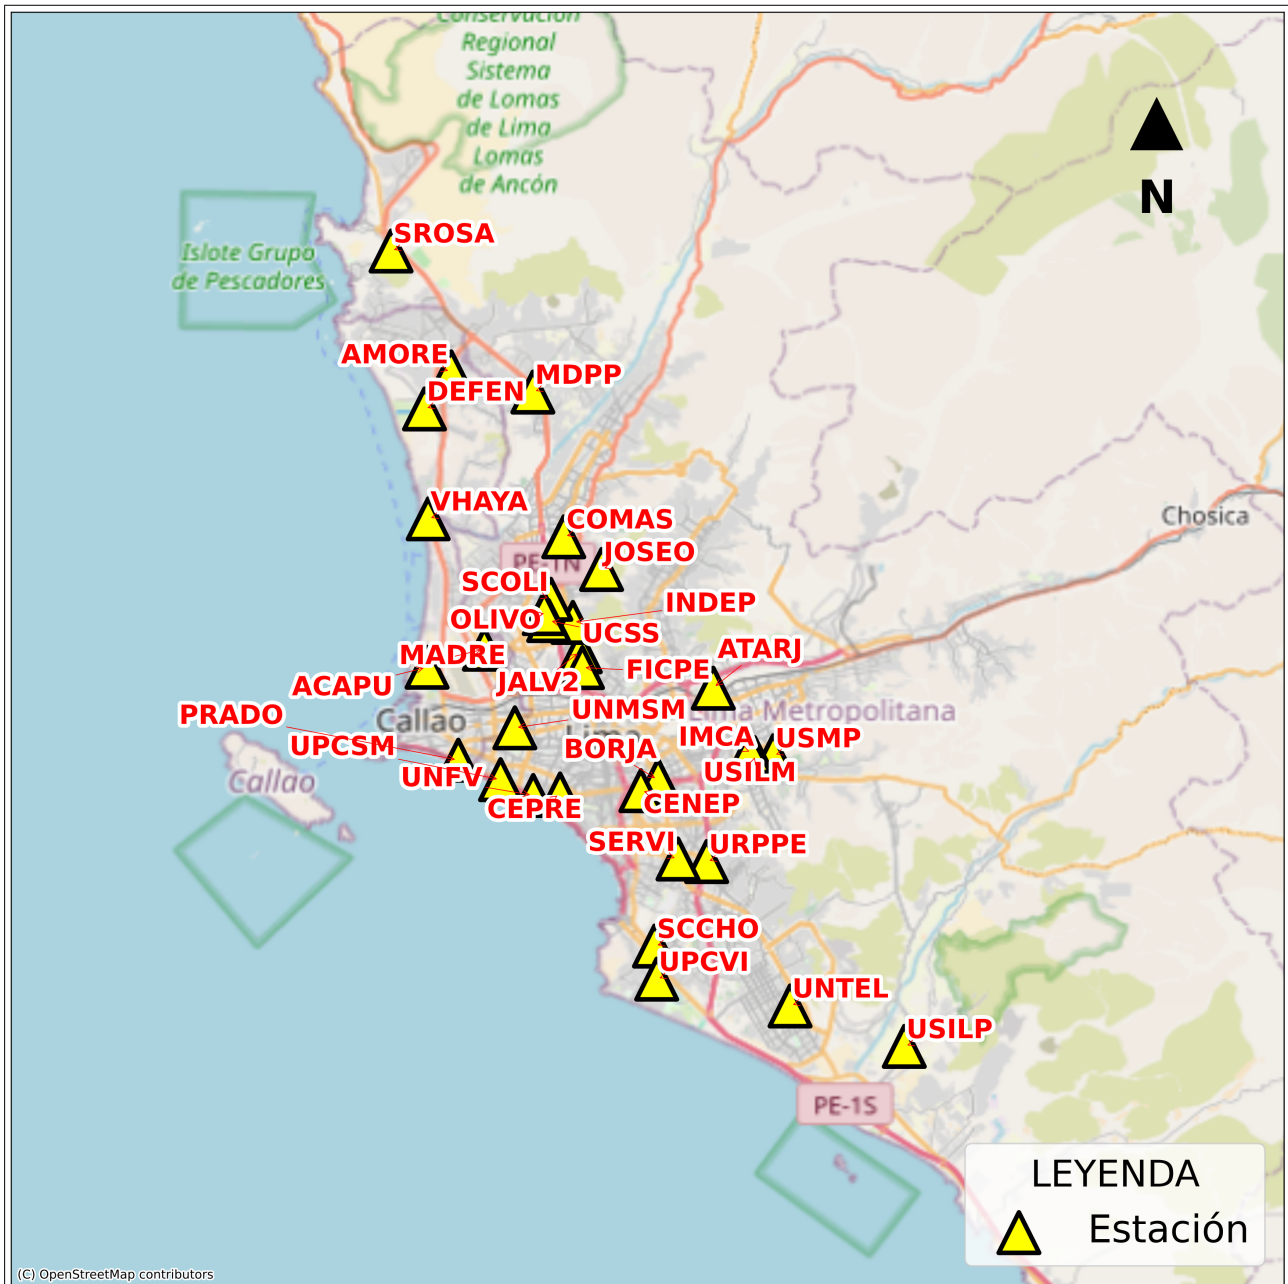 Conservación
Regional
Sistema
de Lomas
de Lima
Lomas
de Ancón
N
SROSA
Islote Grupo
de Pescadores
AMORE
MDPP
DEFEN
VHAYA
COMAS
Chosica
JOSEO
PE-1N
SCOLI
INDEP
OLIVO
UCSS
ATARJ
MADRE
FICPE
JALV2
ACAPU
UNMSM
Lima Metropolitana
PRADO
Callao
Lima
IMCA
USMP
UPCSM
BORJA
USILM
UNFV
Callao
CENEP
CEPRE
SERVI
URPPE
SCCHO
UPCVI
UNTEL
USILP
PE-1S
LEYENDA
Estación
(C) OpenStreetMap contributors